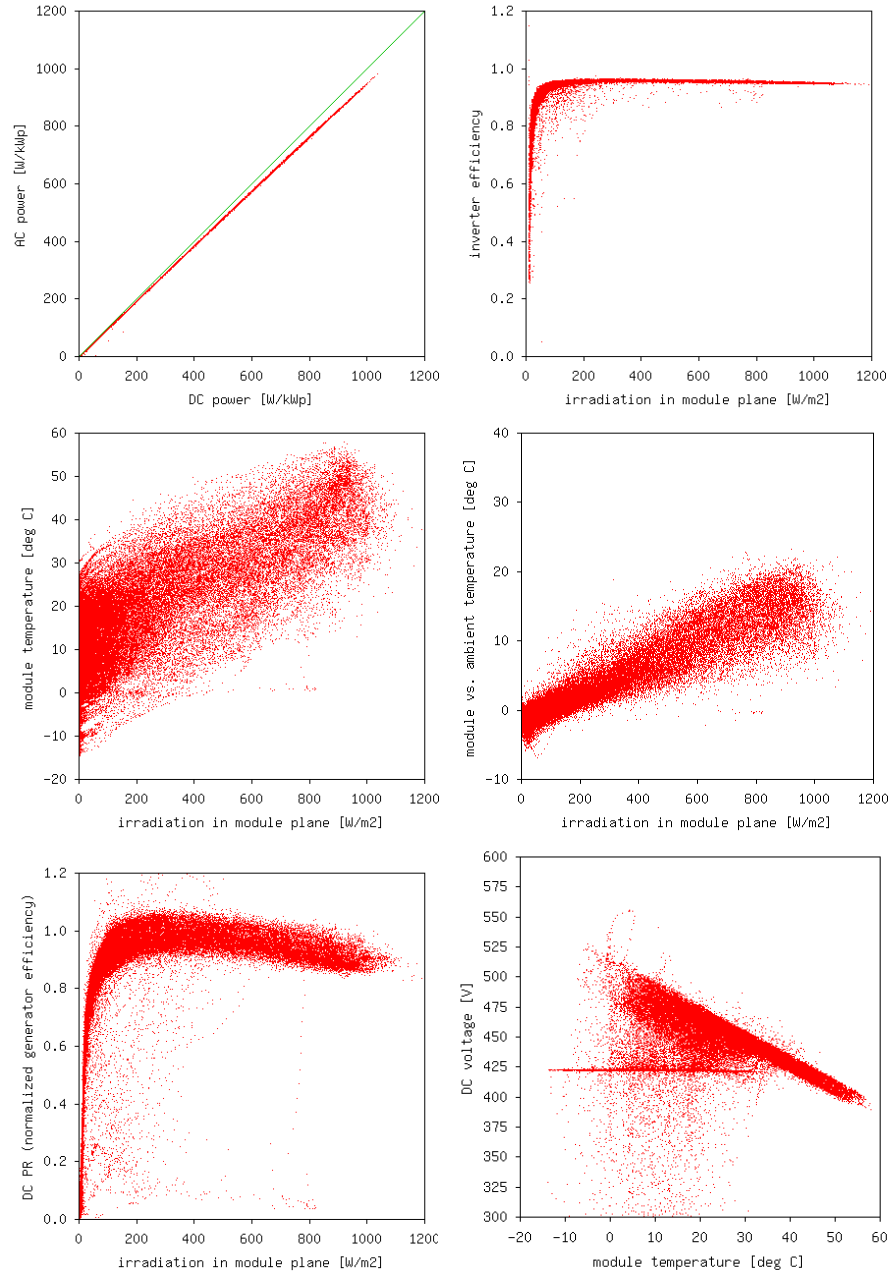 1200
1000
800
600
400
200
0
AC power [W/kWp]
0 200 400 600 800 1000 1200
DC power [W/kWp]
1.2
1.0
0.8
0.6
0.4
0.2
0.0
inverter efficiency
0 200 400 600 800 1000 1200
irradiation in module plane [W/m2]
60
50
40
30
20
10
0
-10
-20
module temperature [deg C]
0 200 400 600 800 1000 1200
irradiation in module plane [W/m2]
40
30
20
10
0
-10
module vs. ambient temperature [deg C]
0 200 400 600 800 1000 1200
irradiation in module plane [W/m2]
1.2
1.0
0.8
0.6
0.4
0.2
0.0
DC PR (normalized generator efficiency)
0 200 400 600 800 1000 1200
irradiation in module plane [W/m2]
600
575
550
525
500
475
450
425
400
375
350
325
300
DC voltage [V]
-20 -10 0 10 20 30 40 50 60
module temperature [deg C]